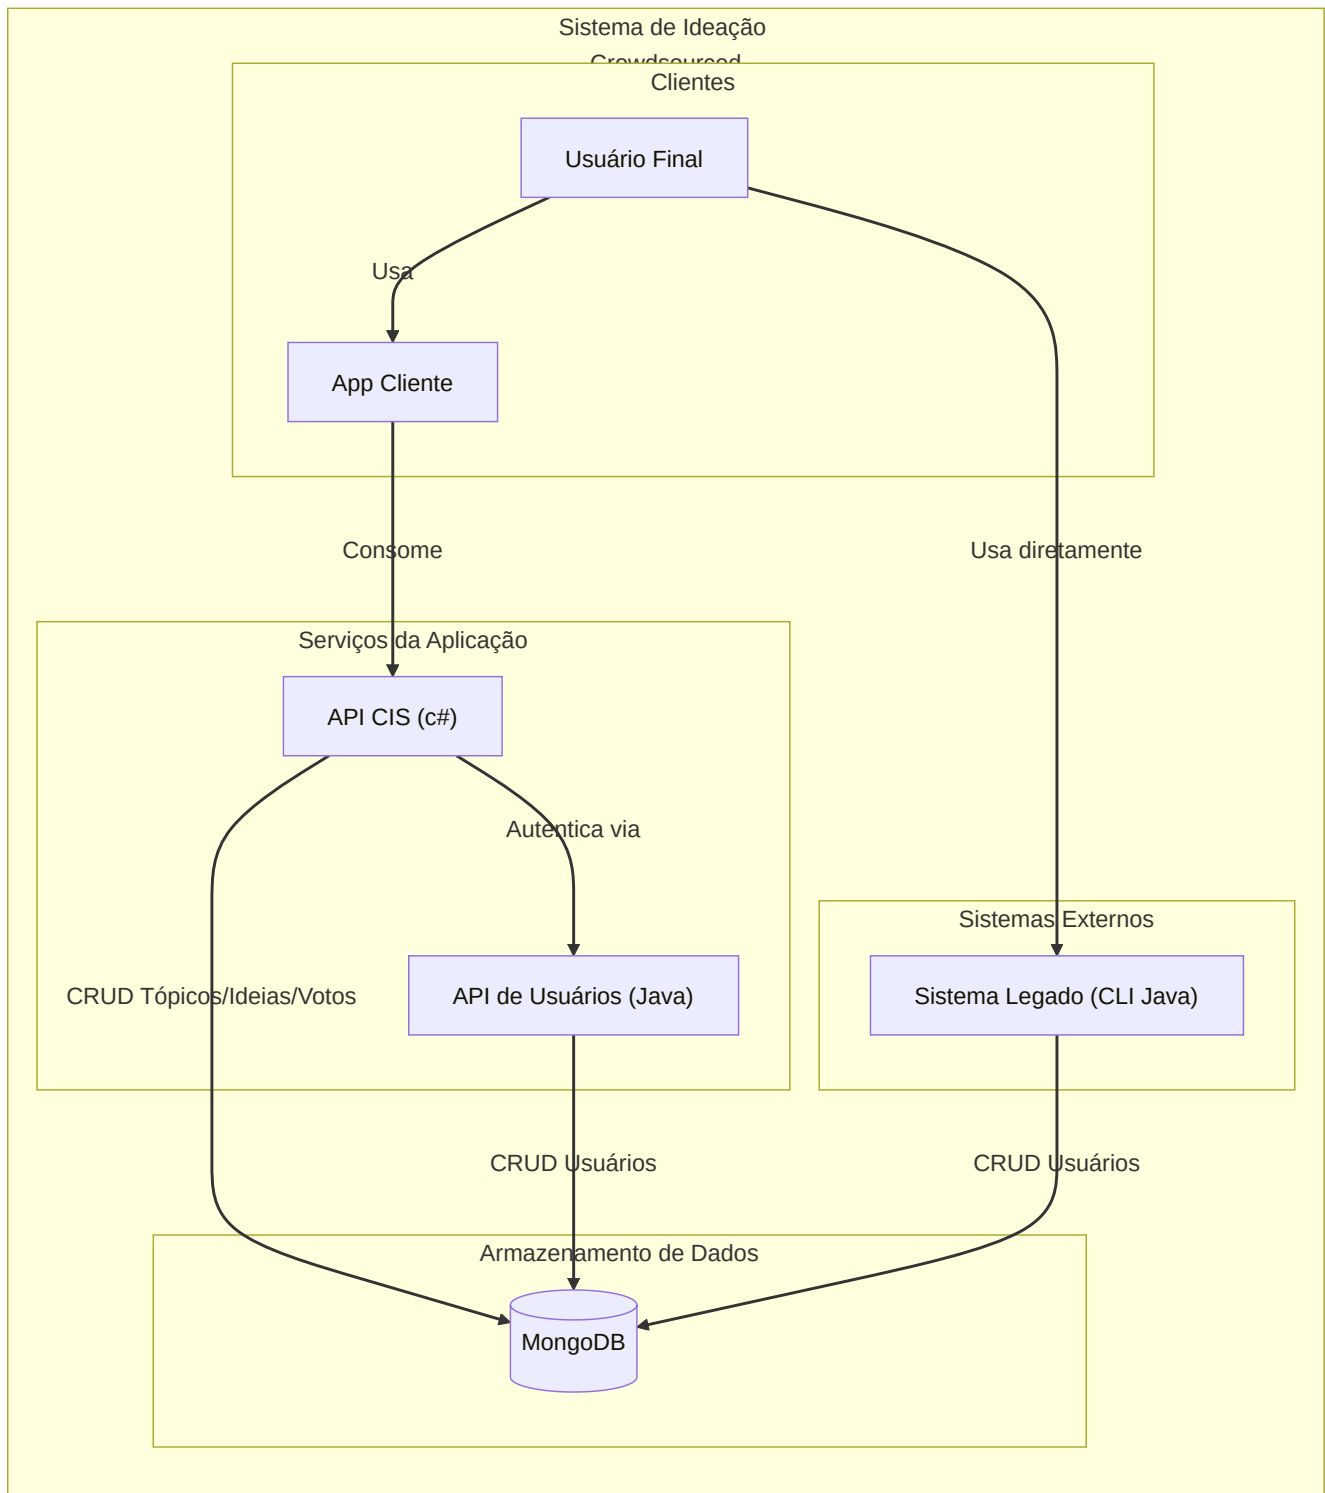 Sistema de Ideação
Crowdsourced
Clientes
Usuário Final
Usa
App Cliente
Consome
Usa diretamente
Serviços da Aplicação
API CIS (c#)
Autentica via
Sistemas Externos
CRUD Tópicos/Ideias/Votos
API de Usuários (Java)
Sistema Legado (CLI Java)
CRUD Usuários
CRUD Usuários
Armazenamento de Dados
MongoDB